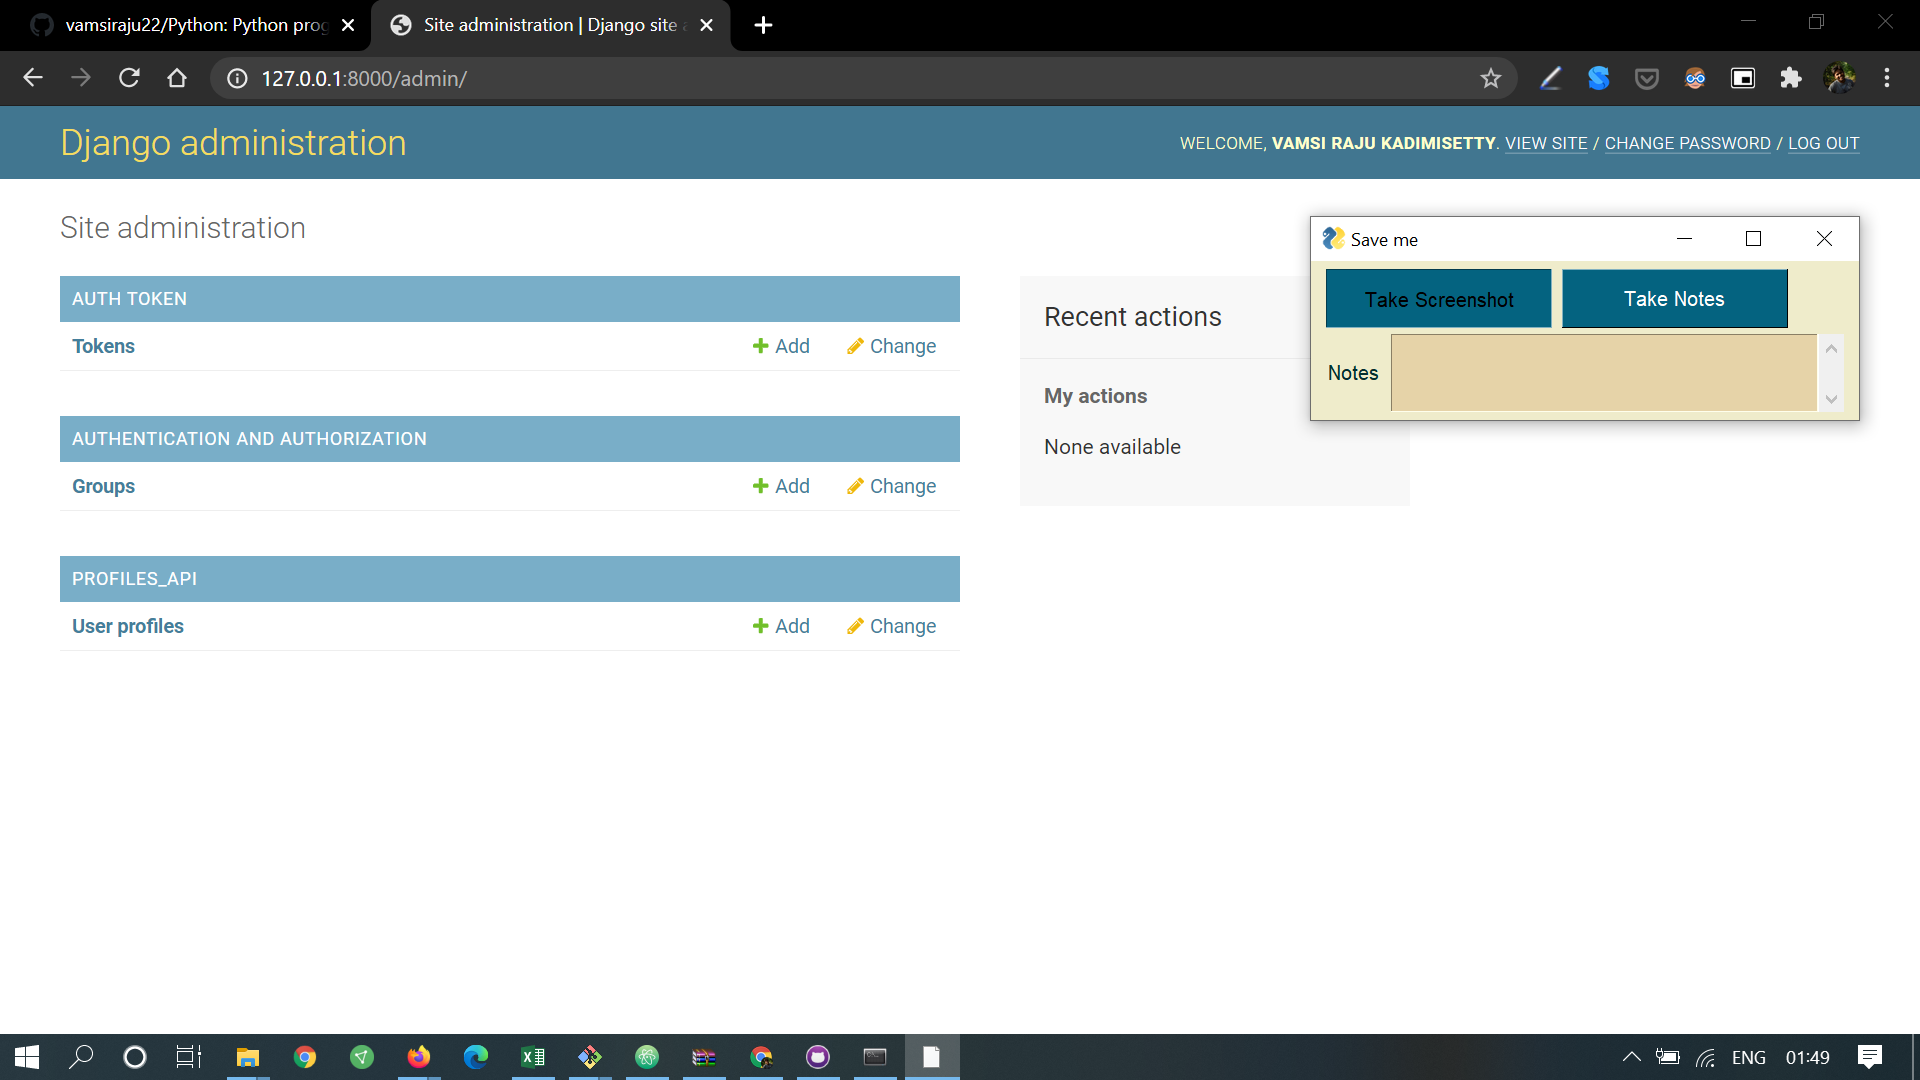 vamsiraju22/Python: Python prog
Site administration | Django site a
127.0.0.1:8000/admin/
Django administration
WELCOME, VAMSI RAJU KADIMISETTY. VIEW SITE / CHANGE PASSWORD / LOG OUT
Site administration
AUTH TOKEN
Tokens Add Change
AUTHENTICATION AND AUTHORIZATION
Groups Add Change
PROFILES_API
User profiles Add Change
Recent actions
My actions
None available
Save me
Take Screenshot Take Notes
Notes
ENG 01:49